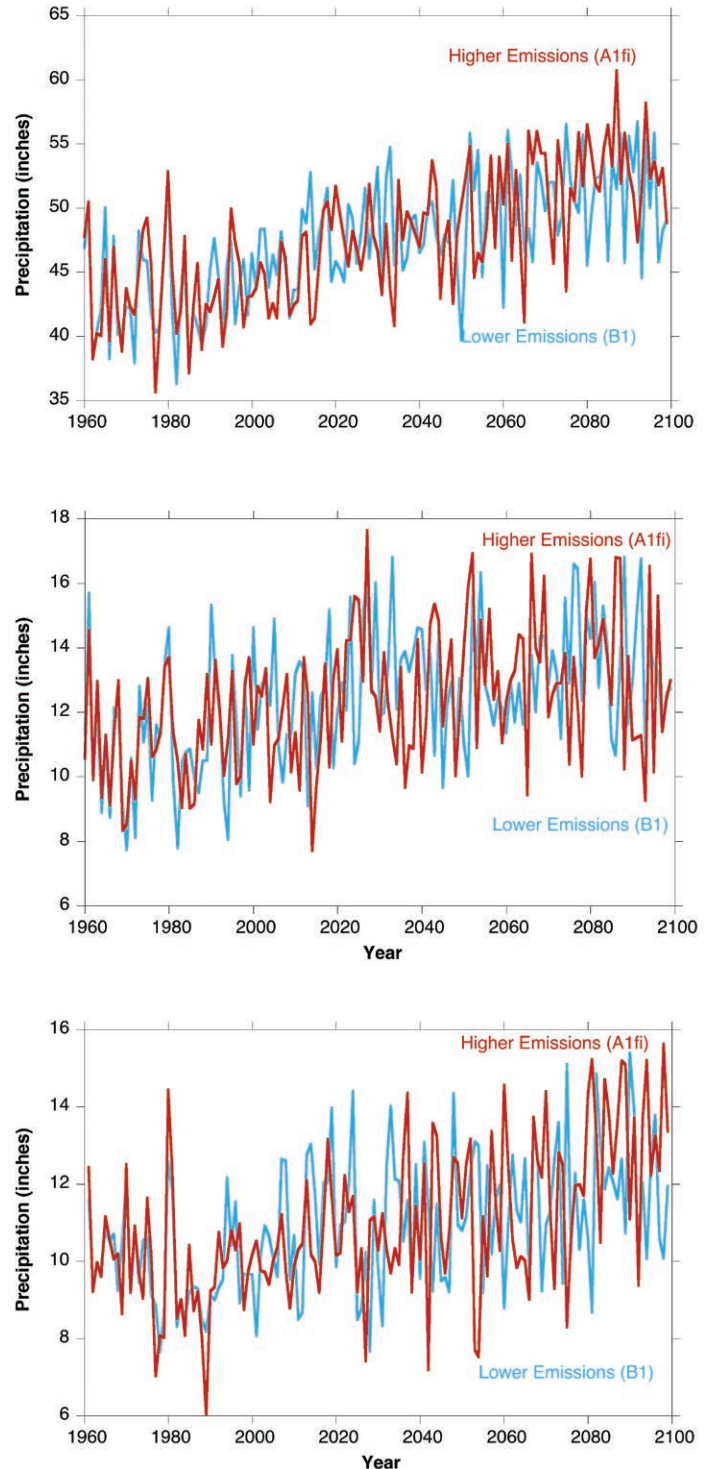 65
60
55
50
45
40
35
Precipitation (inches)
Higher Emissions (A1fi)
Lower Emissions (B1)
1960 1980 2000 2020 2040 2060 2080 2100
18
16
14
12
10
8
6
Precipitation (inches)
Higher Emissions (A1fi)
Lower Emissions (B1)
1960 1980 2000 2020 2040 2060 2080 2100
Year
16
14
12
10
8
6
Precipitation (inches)
Higher Emissions (A1fi)
Lower Emissions (B1)
1960 1980 2000 2020 2040 2060 2080 2100
Year